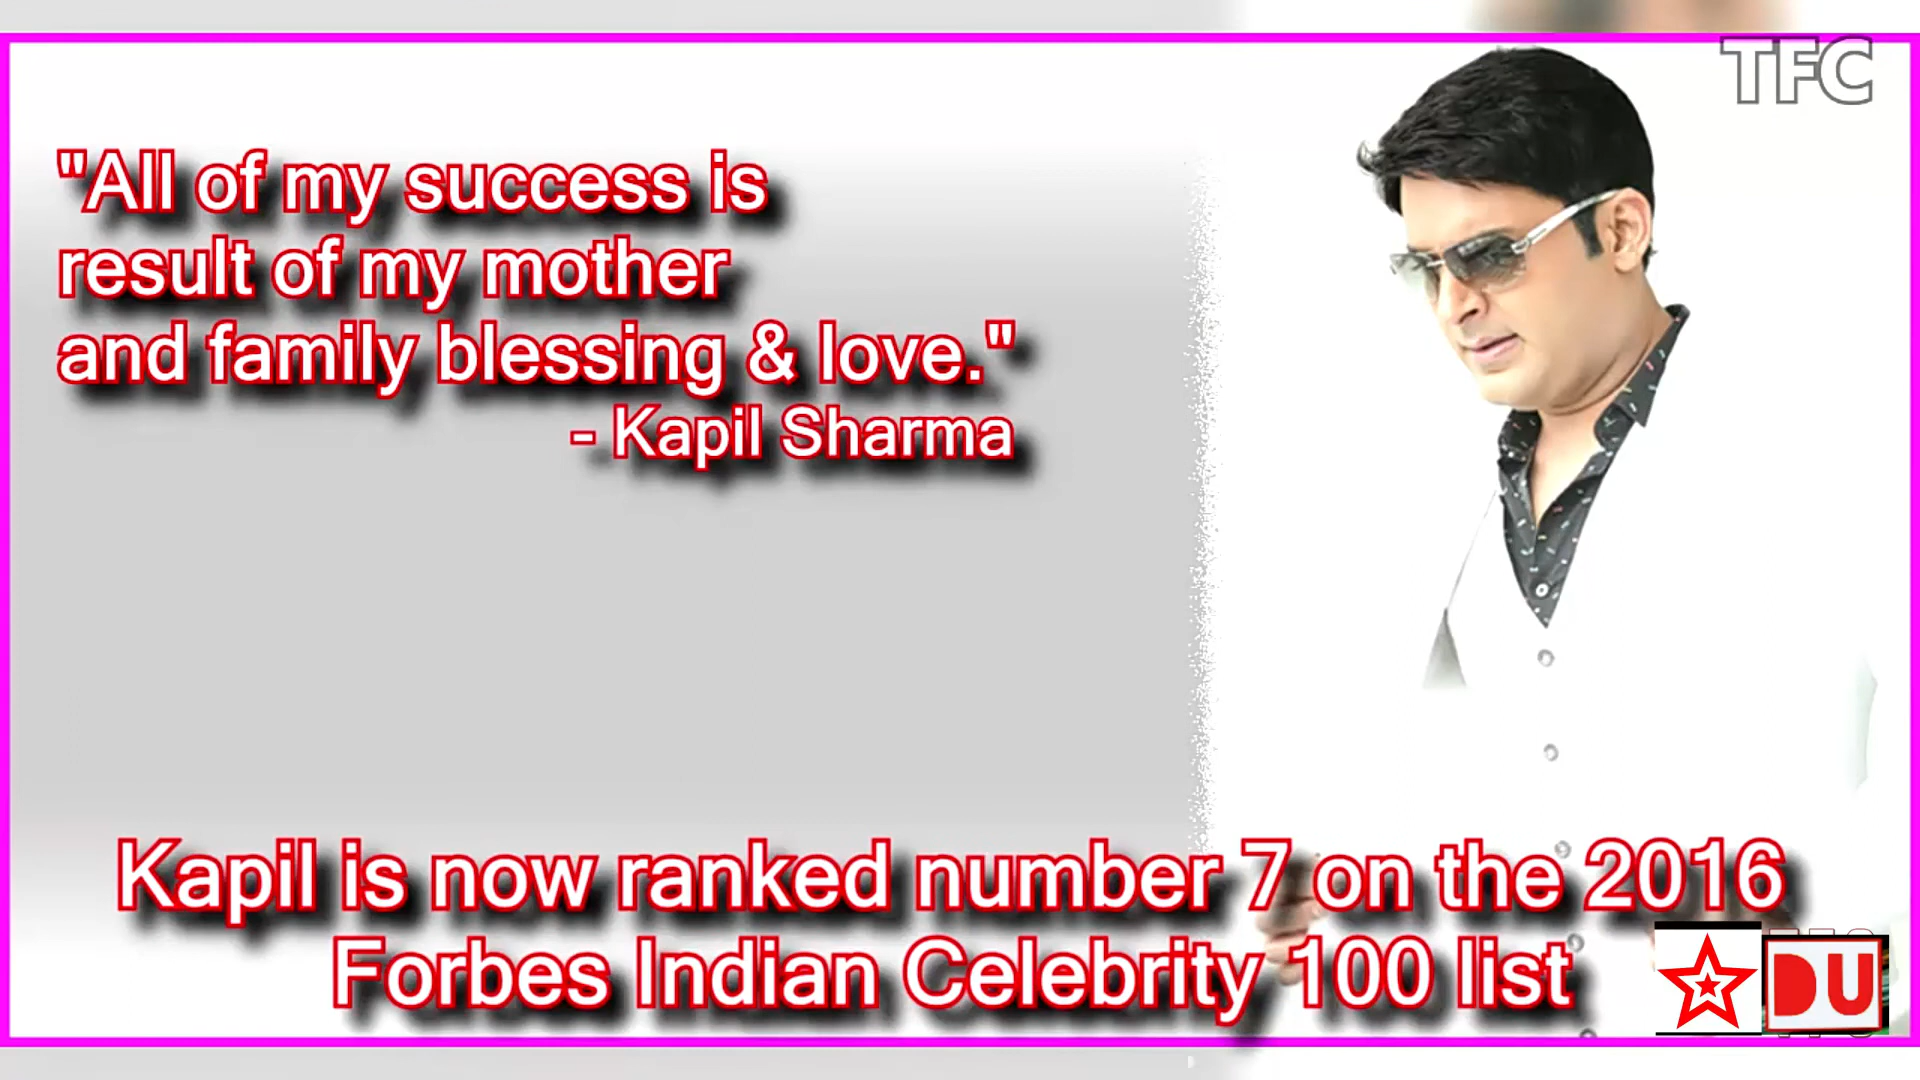 TFC
"All of my success is
result of my mother
and family blessing & love."
- Kapil Sharma
Kapil is now ranked number 7 on the 2016
Forbes Indian Celebrity 100 list
DU